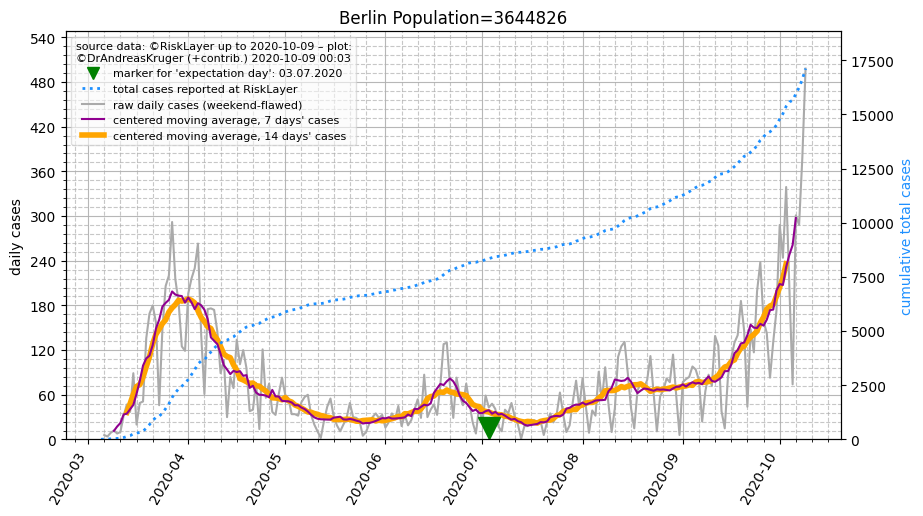 Berlin Population=3644826
source data: ©RiskLayer up to 2020-10-09 – plot:
©DrAndreasKruger (+contrib.) 2020-10-09 00:03
marker for 'expectation day': 03.07.2020
total cases reported at RiskLayer
raw daily cases (weekend-flawed)
centered moving average, 7 days' cases
centered moving average, 14 days' cases
daily cases
540
480
420
360
300
240
180
120
60
0
17500
15000
12500
10000
7500
5000
2500
0
cumulative total cases
2020-03
2020-04
2020-05
2020-06
2020-07
2020-08
2020-09
2020-10